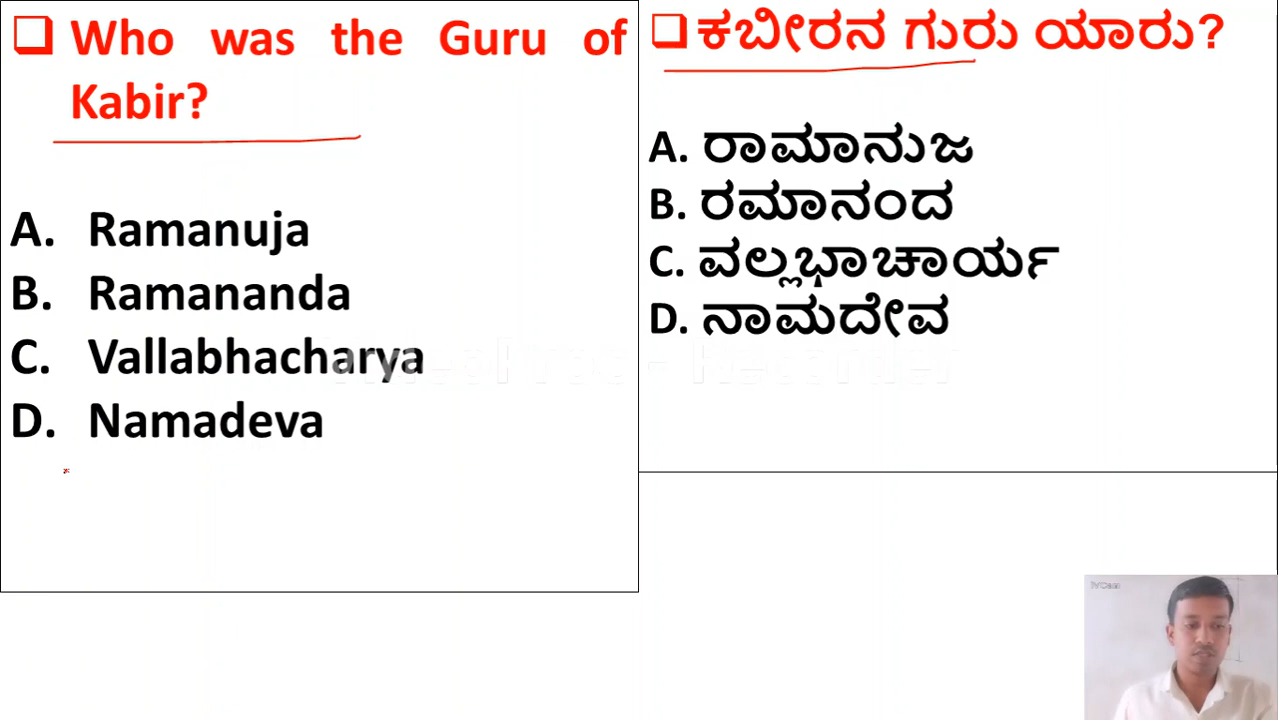 Who was the Guru of
Kabir?
A. Ramanuja
B. Ramananda
C. Vallabhacharya
D. Namadeva
ಕಬೀರನ ಗುರು ಯಾರು?
A. ರಾಮಾನುಜ
B. ರಮಾನಂದ
C. ವಲ್ಲಭಾಚಾರ್ಯ
D. ನಾಮದೇವ